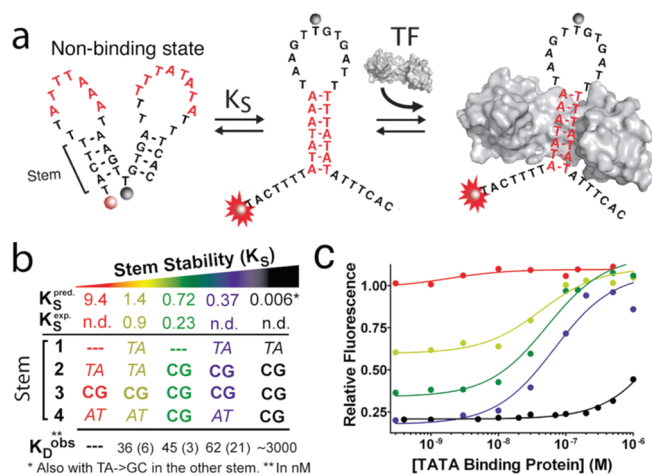 a
Non-binding state
Stem
K_S
TF
TACTTTT
ATTTCAC
TACTTTT
ATTTCAC
b
Stem Stability (K_S)
K_S^pred. 9.4 1.4 0.72 0.37 0.006*
K_S^exp. n.d. 0.9 0.23 n.d. n.d.
Stem
1 --- TA --- TA TA
2 TA TA CG CG CG
3 CG CG CG CG CG
4 AT AT CG AT CG
K_D^obs** --- 36 (6) 45 (3) 62 (21) ~3000
* Also with TA->GC in the other stem. ** In nM
c
Relative Fluorescence
1.00
0.75
0.50
0.25
10^-9 10^-8 10^-7 10^-6
[TATA Binding Protein] (M)